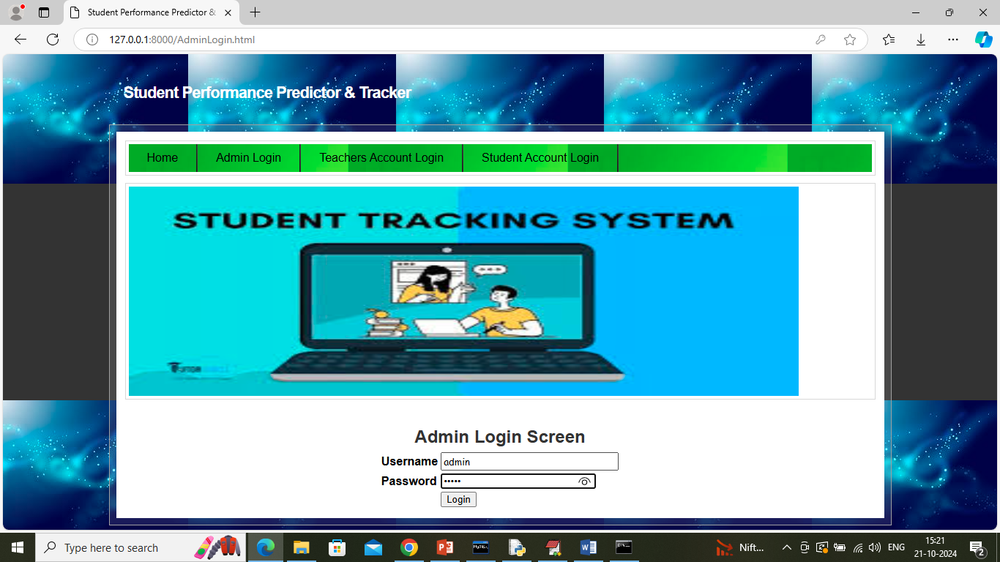 Student Performance Predictor &
127.0.0.1:8000/AdminLogin.html
Student Performance Predictor & Tracker
Home Admin Login Teachers Account Login Student Account Login
STUDENT TRACKING SYSTEM
Admin Login Screen
Username admin
Password •••••
Login
Type here to search
Nift...
ENG
15:21
21-10-2024
2